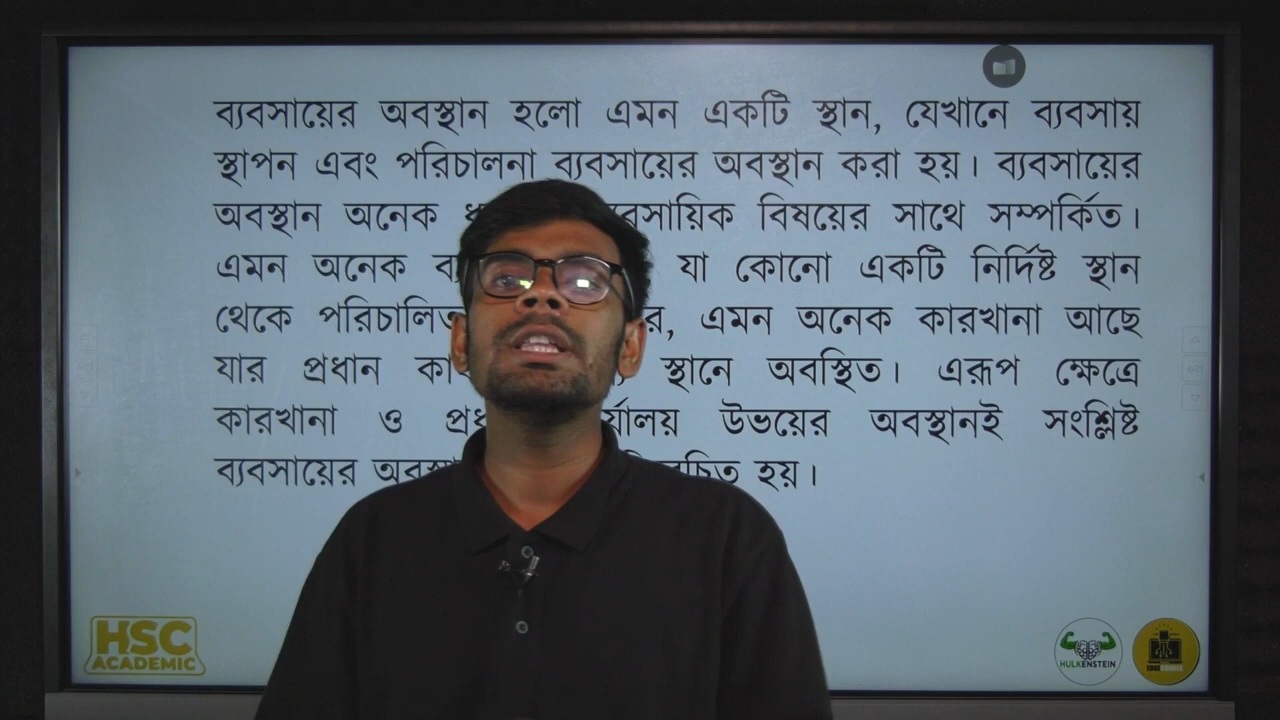 ব্যবসায়ের অবস্থান হলো এমন একটি স্থান, যেখানে ব্যবসায়
স্থাপন এবং পরিচালনা ব্যবসায়ের অবস্থান করা হয়। ব্যবসায়ের
অবস্থান অনেক বিষয়ের সাথে সম্পর্কিত।
এমন অনেক যা কোনো একটি নির্দিষ্ট স্থান
থেকে এমন অনেক কারখানা আছে
যার প্রধান স্থানে অবস্থিত। এরূপ ক্ষেত্রে
কারখানা ও উভয়ের অবস্থানই সংশ্লিষ্ট
ব্যবসায়ের হয়।
HSC
ACADEMIC
HULKENSTEIN